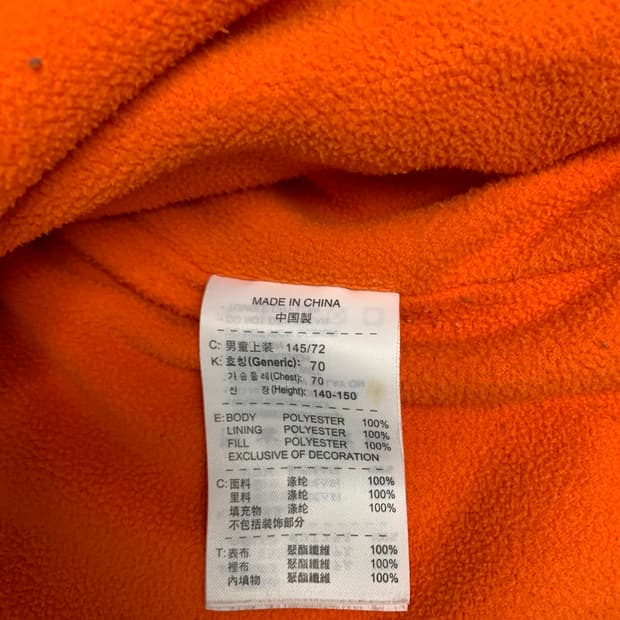 MADE IN CHINA
中国製
C: 男童上装 145/72
K: 호칭(Generic): 70
가슴둘레(Chest): 70
신 장(Height): 140-150
E: BODY POLYESTER 100%
LINING POLYESTER 100%
FILL POLYESTER 100%
EXCLUSIVE OF DECORATION
C: 面料 涤纶 100%
里料 涤纶 100%
填充物 涤纶 100%
不包括装饰部分
T: 表布 聚酯纖維 100%
裡布 聚酯纖維 100%
內填物 聚酯纖維 100%